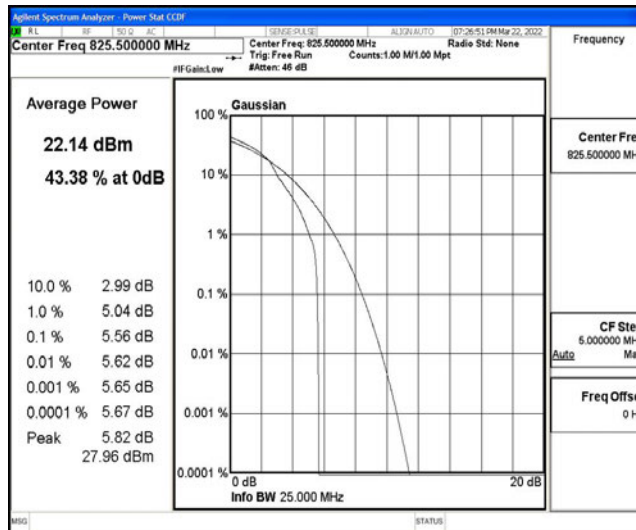 Agilent Spectrum Analyzer - Power Stat CCDF
RL RF 50 Ω AC SENSE:PULSE ALIGNAUTO 07:26:51 PM Mar 22, 2022
Center Freq 825.500000 MHz
Center Freq: 825.500000 MHz Radio Std: None
Trig: Free Run Counts:1.00 M/1.00 Mpt
#IFGain:Low #Atten: 46 dB
Frequency
Average Power
22.14 dBm
43.38 % at 0dB
10.0 % 2.99 dB
1.0 % 5.04 dB
0.1 % 5.56 dB
0.01 % 5.62 dB
0.001 % 5.65 dB
0.0001 % 5.67 dB
Peak 5.82 dB
27.96 dBm
Gaussian
100 %
10 %
1 %
0.1 %
0.01 %
0.001 %
0.0001 %
0 dB 20 dB
Info BW 25.000 MHz
Center Fre
825.500000 MH
CF Ste
5.000000 MH
Auto Ma
Freq Offse
0 H
MSG STATUS